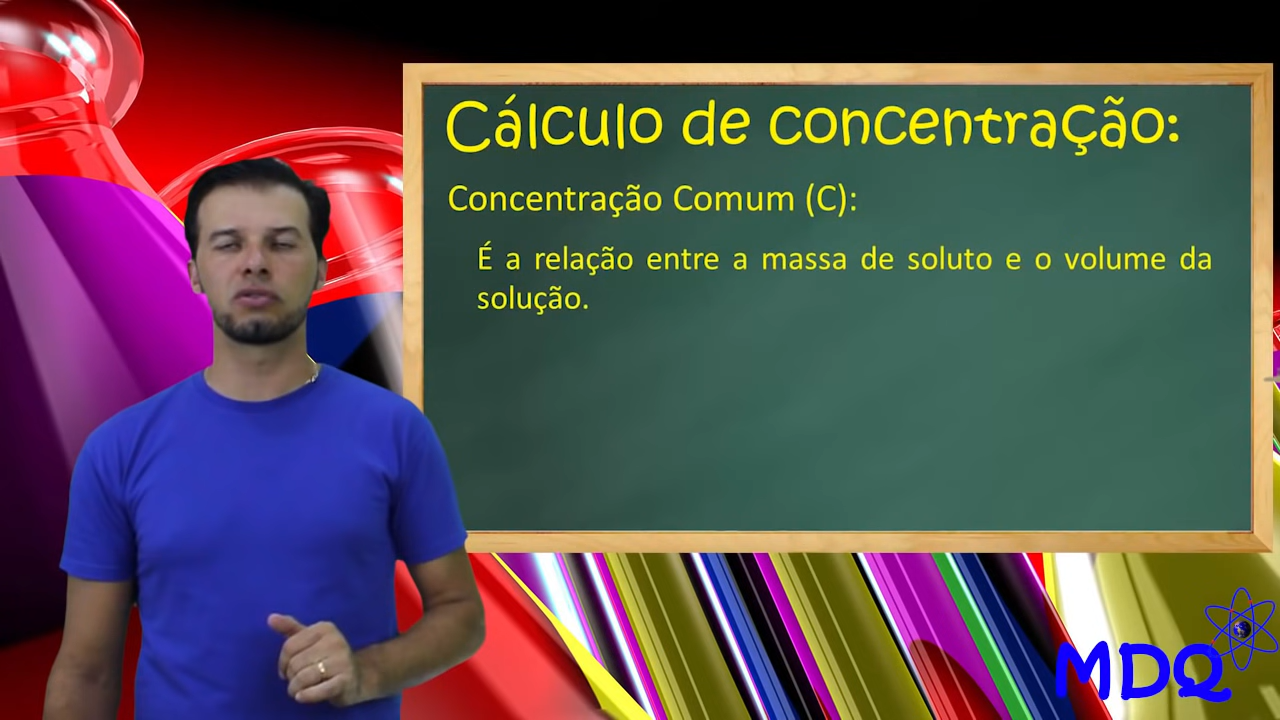 Cálculo de concentração:
Concentração Comum (C):
É a relação entre a massa de soluto e o volume da
solução.
MDQ